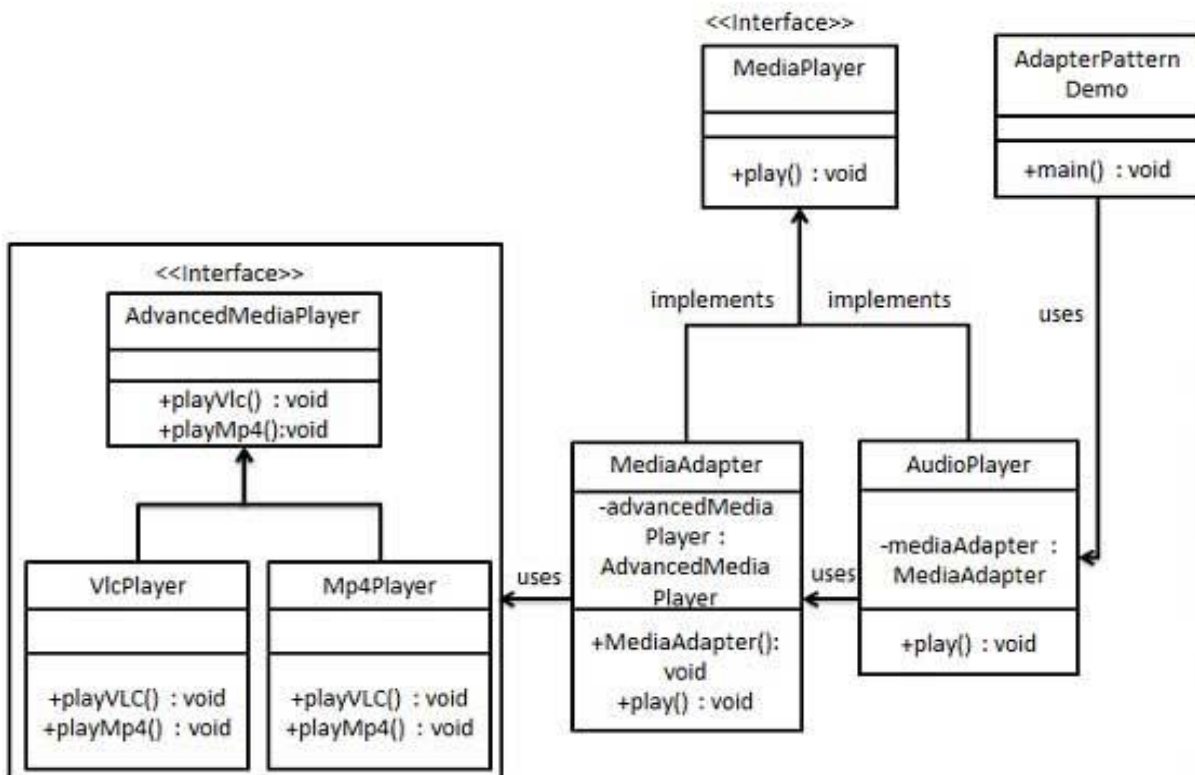 <<Interface>>
MediaPlayer
+play() : void
AdapterPattern
Demo
+main() : void
implements
implements
uses
<<Interface>>
AdvancedMediaPlayer
+playVlc() : void
+playMp4():void
VlcPlayer
+playVLC() : void
+playMp4() : void
Mp4Player
+playVLC() : void
+playMp4() : void
uses
MediaAdapter
-advancedMedia
Player :
AdvancedMedia
Player
+MediaAdapter():
void
+play() : void
uses
AudioPlayer
-mediaAdapter :
MediaAdapter
+play() : void